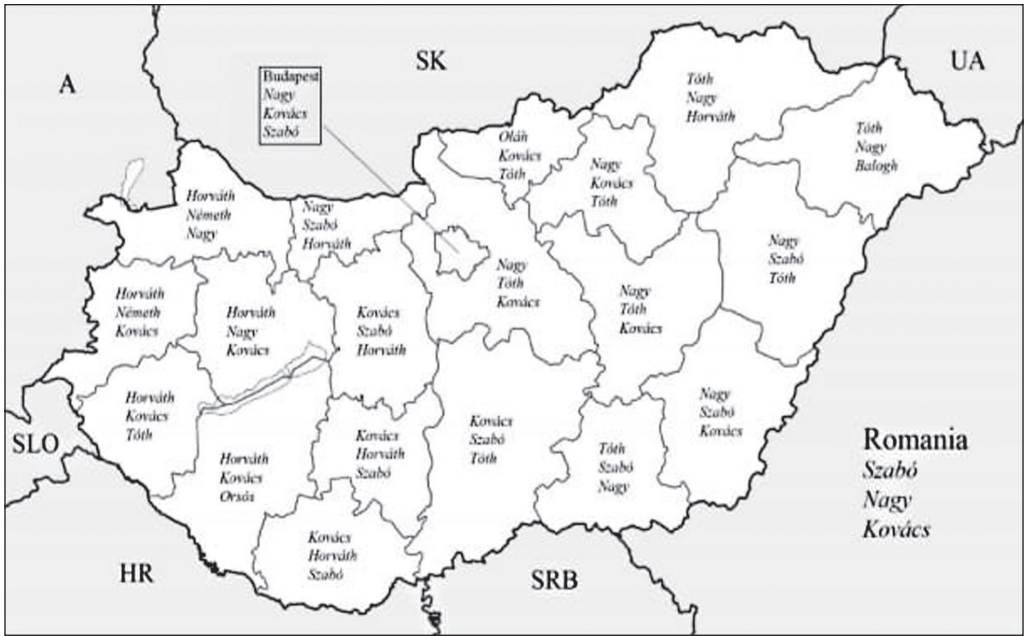 SK
UA
A
Budapest
Nagy
Kovács
Szabó
Tóth
Nagy
Horváth
Oláh
Kovács
Tóth
Tóth
Nagy
Balogh
Nagy
Kovács
Tóth
Horváth
Németh
Nagy
Nagy
Szabó
Horváth
Nagy
Szabó
Tóth
Nagy
Tóth
Kovács
Horváth
Németh
Kovács
Horváth
Nagy
Kovács
Kovács
Szabó
Horváth
Nagy
Tóth
Kovács
Horváth
Kovács
Tóth
Nagy
Szabó
Kovács
Kovács
Szabó
Tóth
Kovács
Horváth
Szabó
Tóth
Szabó
Nagy
Horváth
Kovács
Orsós
SLO
Romania
Szabó
Nagy
Kovács
Kovács
Horváth
Szabó
HR
SRB